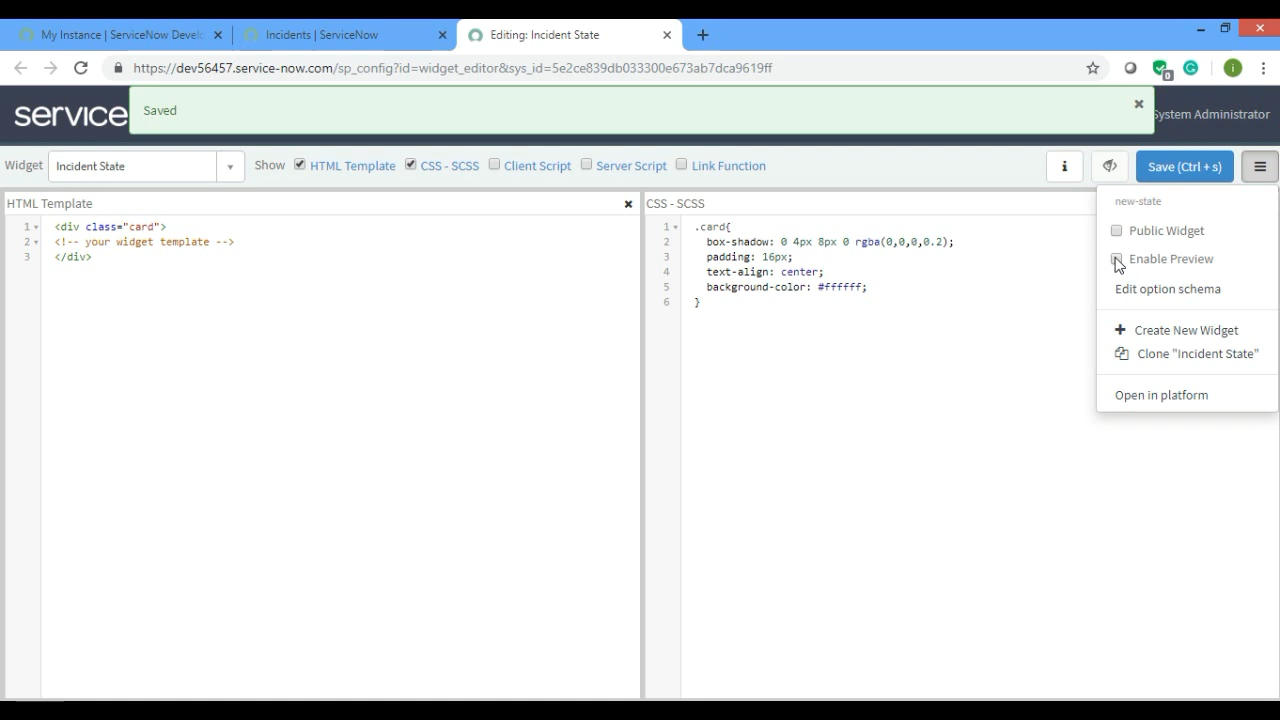 My Instance | ServiceNow Develo
Incidents | ServiceNow
Editing: Incident State
https://dev56457.service-now.com/sp_config?id=widget_editor&sys_id=5e2ce839db033300e673ab7dca9619ff
0
i
service
Saved
System Administrator
Widget
Incident State
Show
HTML Template
CSS - SCSS
Client Script
Server Script
Link Function
i
Save (Ctrl + s)
HTML Template
1 <div class="card">
2 <!-- your widget template -->
3 </div>
CSS - SCSS
1 .card{
2 box-shadow: 0 4px 8px 0 rgba(0,0,0,0.2);
3 padding: 16px;
4 text-align: center;
5 background-color: #ffffff;
6 }
new-state
Public Widget
Enable Preview
Edit option schema
Create New Widget
Clone "Incident State"
Open in platform